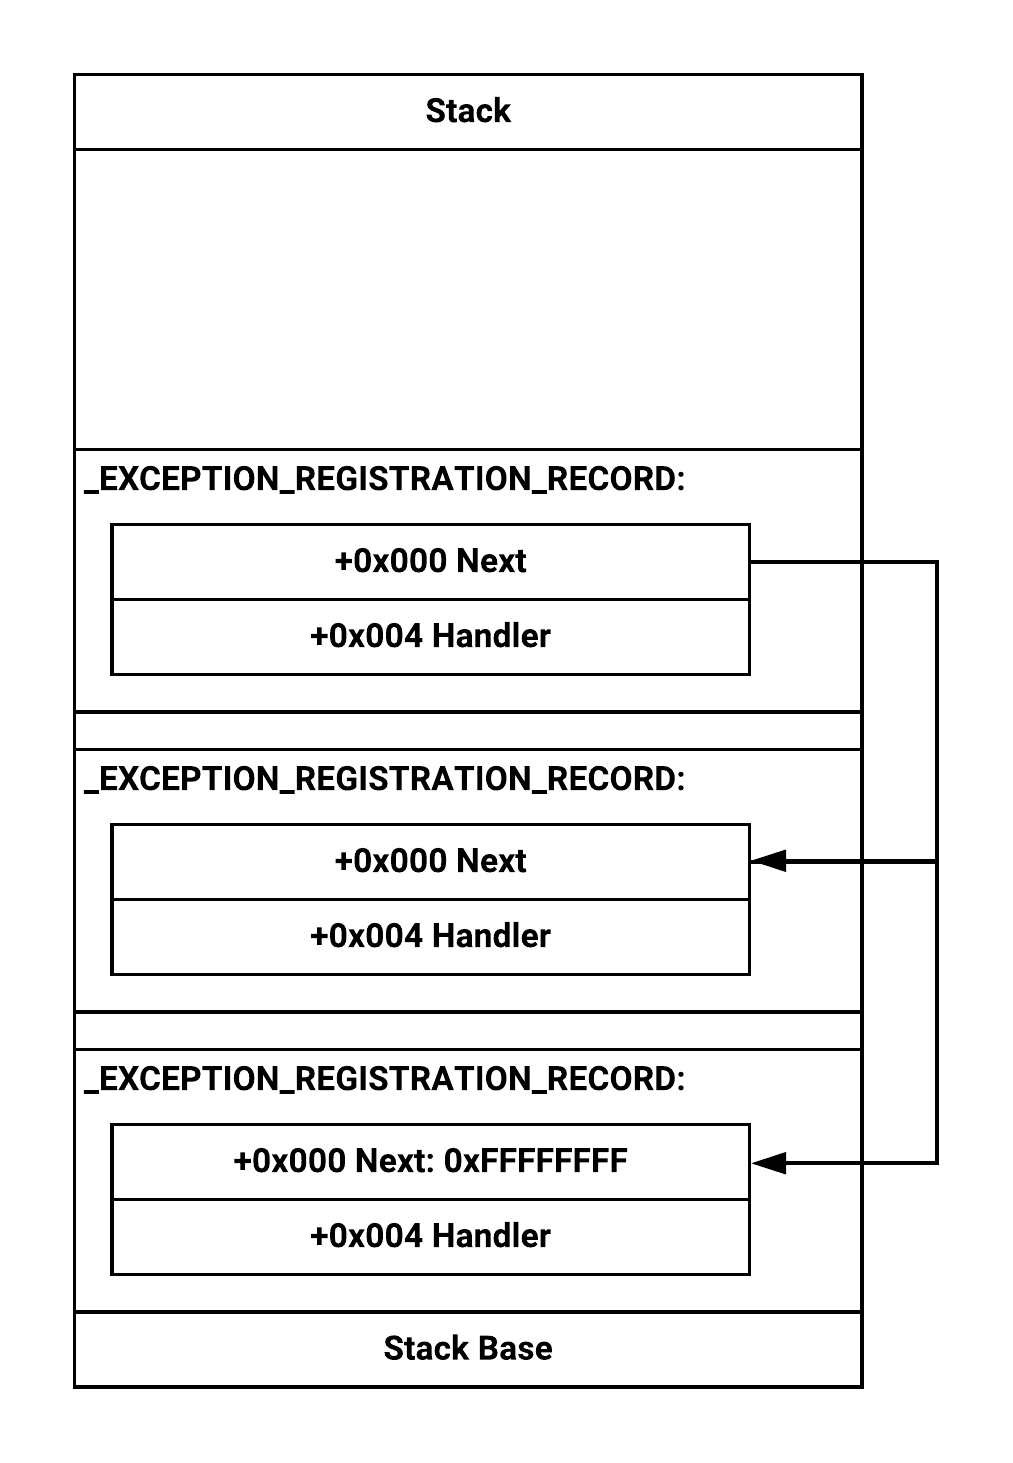 Stack
_EXCEPTION_REGISTRATION_RECORD:
+0x000 Next
+0x004 Handler
_EXCEPTION_REGISTRATION_RECORD:
+0x000 Next
+0x004 Handler
_EXCEPTION_REGISTRATION_RECORD:
+0x000 Next: 0xFFFFFFFF
+0x004 Handler
Stack Base